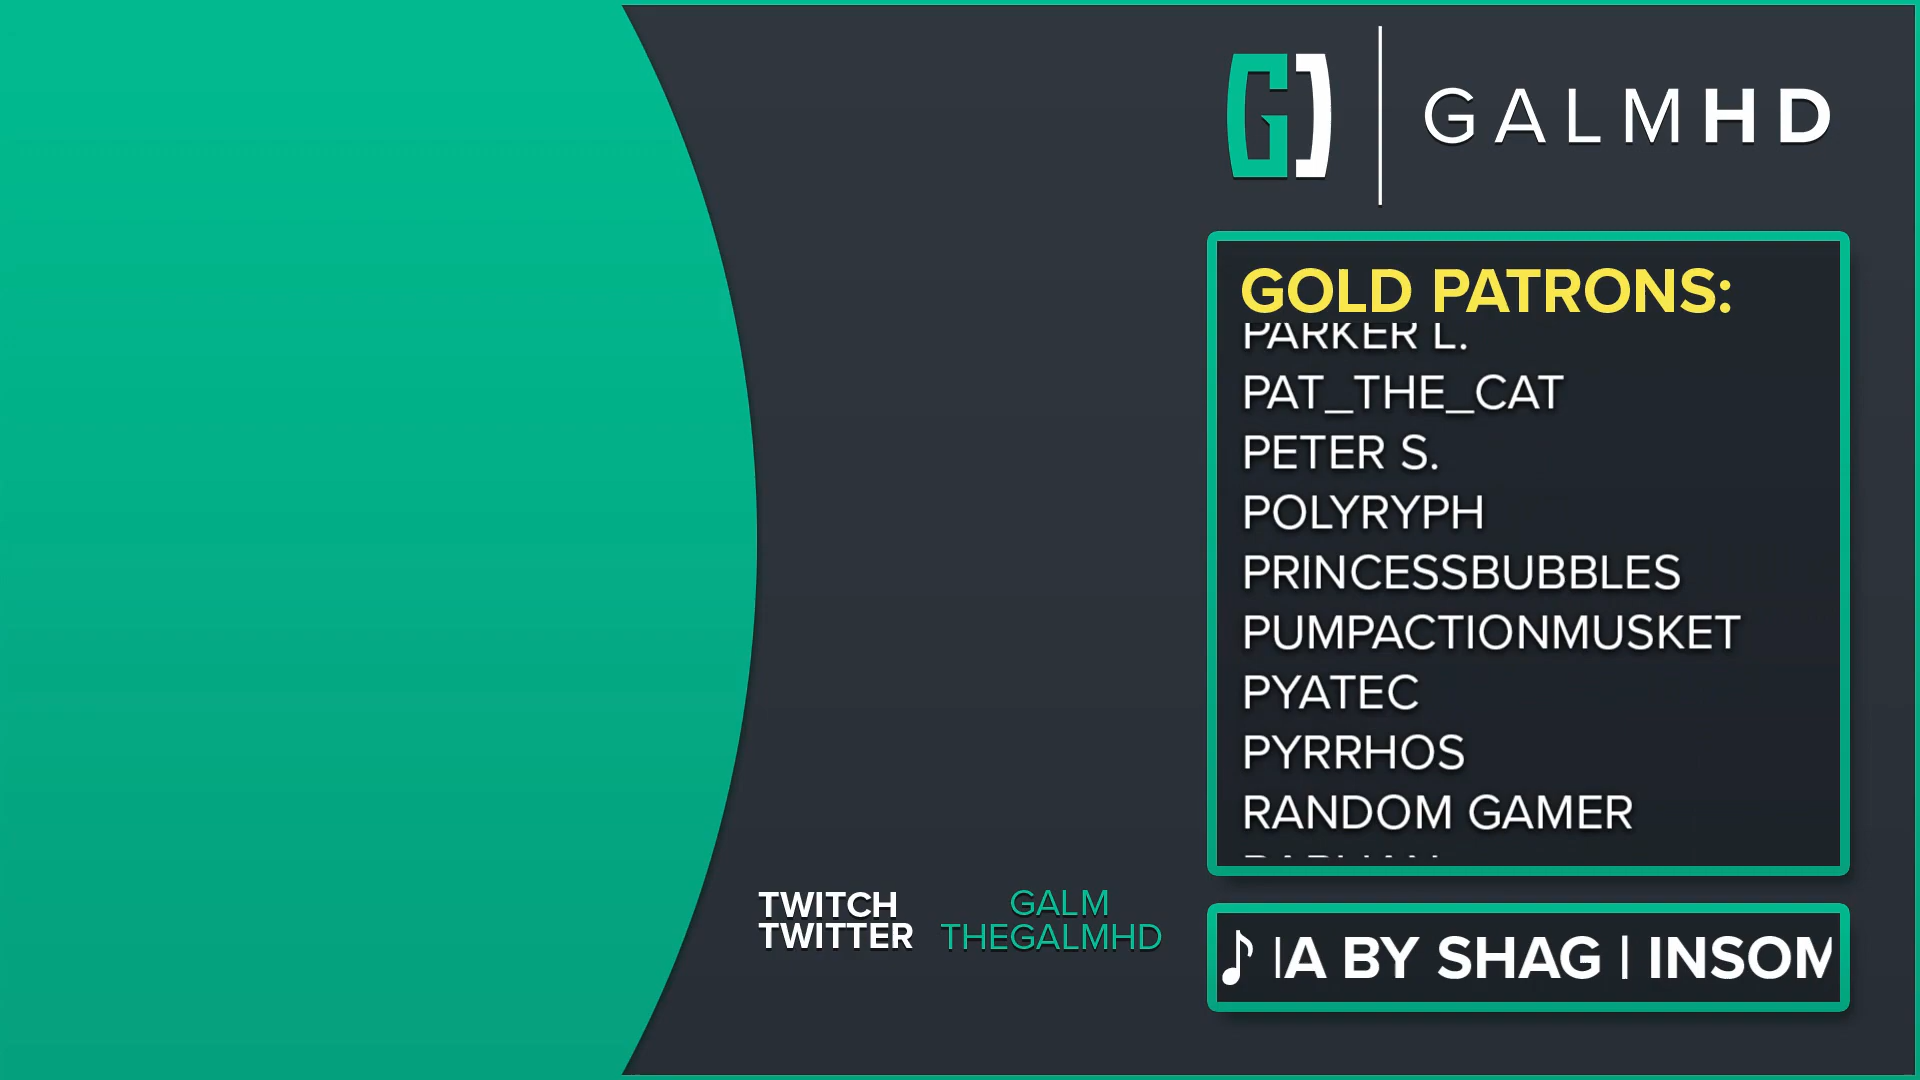 GALMHD
GOLD PATRONS:
PARKER L.
PAT_THE_CAT
PETER S.
POLYRYPH
PRINCESSBUBBLES
PUMPACTIONMUSKET
PYATEC
PYRRHOS
RANDOM GAMER
TWITCH GALM
TWITTER THEGALMHD
A BY SHAG | INSOM